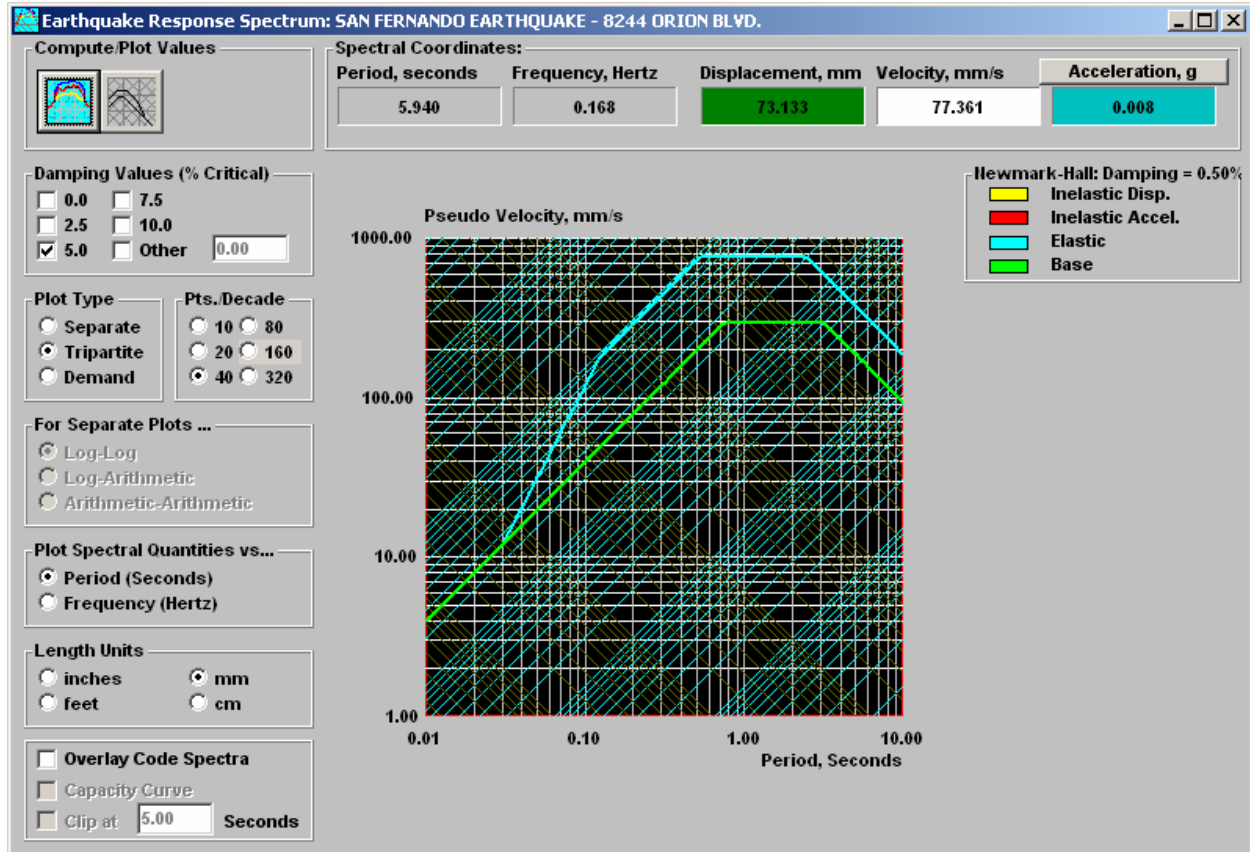 Earthquake Response Spectrum: SAN FERNANDO EARTHQUAKE - 8244 ORION BLVD.
Compute/Plot Values
Spectral Coordinates:
Period, seconds Frequency, Hertz Displacement, mm Velocity, mm/s Acceleration, g
5.940 0.168 73.133 77.361 0.008
Damping Values (% Critical)
0.0 7.5
2.5 10.0
5.0 Other 0.00
Plot Type
Separate
Tripartite
Demand
Pts./Decade
10 80
20 160
40 320
For Separate Plots ...
Log-Log
Log-Arithmetic
Arithmetic-Arithmetic
Plot Spectral Quantities vs...
Period (Seconds)
Frequency (Hertz)
Length Units
inches mm
feet cm
Overlay Code Spectra
Capacity Curve
Clip at 5.00 Seconds
Pseudo Velocity, mm/s
1000.00
100.00
10.00
1.00
0.01 0.10 1.00 10.00
Period, Seconds
Newmark-Hall: Damping = 0.50%
Inelastic Disp.
Inelastic Accel.
Elastic
Base